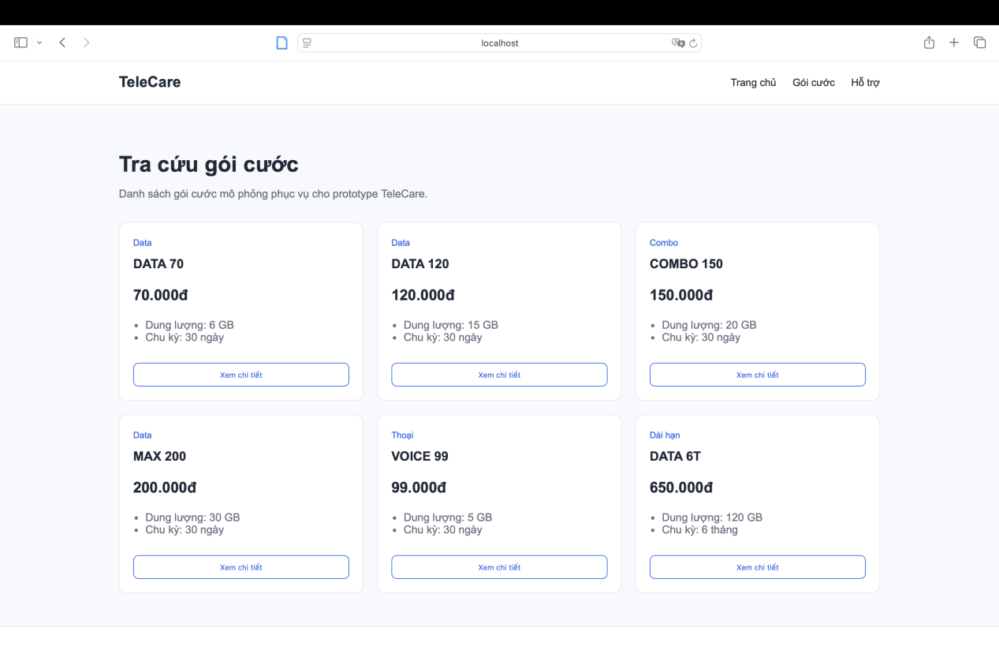 localhost
TeleCare
Trang chủ Gói cước Hỗ trợ
Tra cứu gói cước
Danh sách gói cước mô phỏng phục vụ cho prototype TeleCare.
Data
DATA 70
70.000đ
• Dung lượng: 6 GB
• Chu kỳ: 30 ngày
Xem chi tiết
Data
DATA 120
120.000đ
• Dung lượng: 15 GB
• Chu kỳ: 30 ngày
Xem chi tiết
Combo
COMBO 150
150.000đ
• Dung lượng: 20 GB
• Chu kỳ: 30 ngày
Xem chi tiết
Data
MAX 200
200.000đ
• Dung lượng: 30 GB
• Chu kỳ: 30 ngày
Xem chi tiết
Thoại
VOICE 99
99.000đ
• Dung lượng: 5 GB
• Chu kỳ: 30 ngày
Xem chi tiết
Dài hạn
DATA 6T
650.000đ
• Dung lượng: 120 GB
• Chu kỳ: 6 tháng
Xem chi tiết